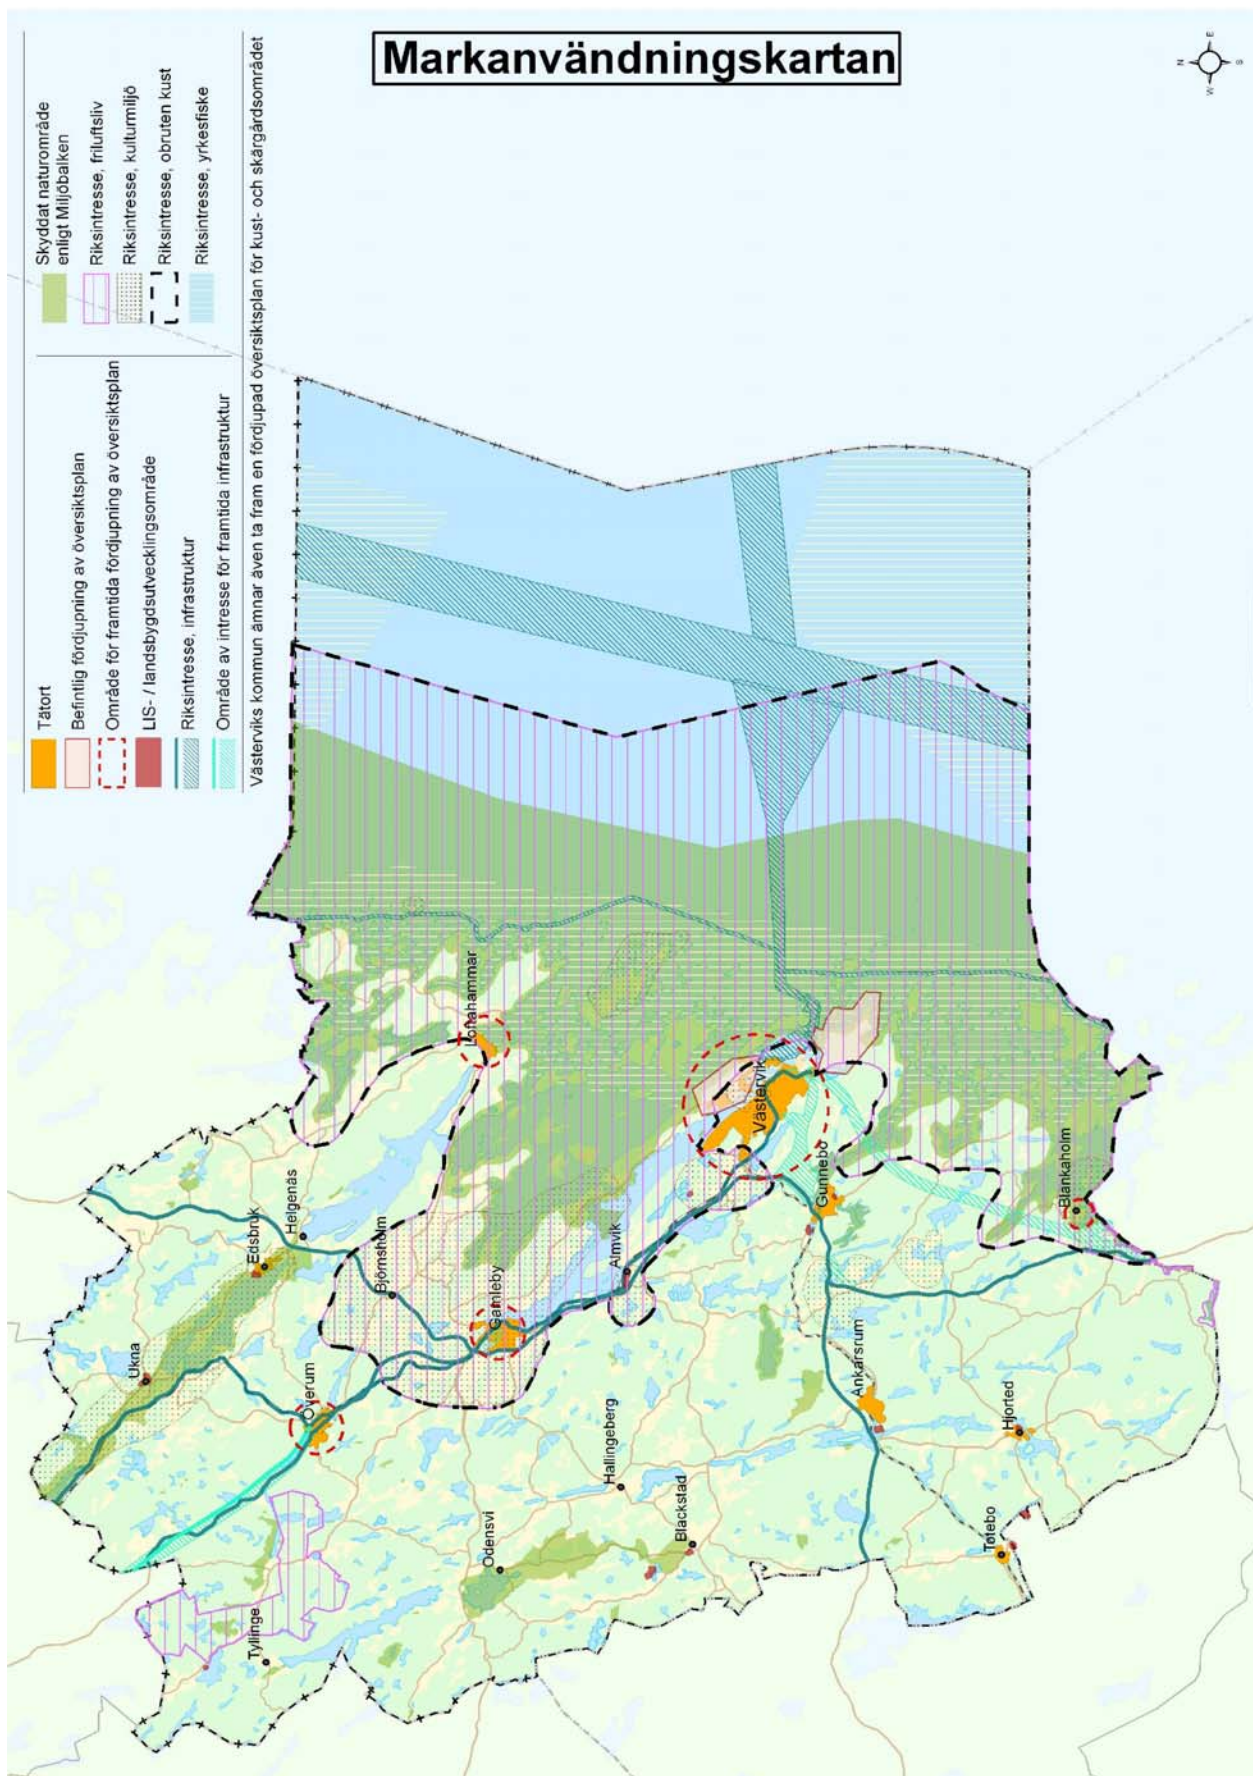 Markanvändningskartan
N
E
S
W
Tätort
Befintlig fördjupning av översiktsplan
Område för framtida fördjupning av översiktsplan
LIS- / landsbygdsutvecklingsområde
Riksintresse, infrastruktur
Område av intresse för framtida infrastruktur
Skyddat naturområde
enligt Miljöbalken
Riksintresse, friluftsliv
Riksintresse, kulturmiljö
Riksintresse, obruten kust
Riksintresse, yrkesfiske
Västerviks kommun ämnar även ta fram en fördjupad översiktsplan för kust- och skärgårdsområdet
Ukna
Edsbruk
Helgenäs
Loftahammar
Tyllinge
Överum
Björnsholm
Gamleby
Odensvi
Hallingeberg
Almvik
Blackstad
Västervik
Gunnebo
Ankarsrum
Totebo
Hjorted
Blankaholm